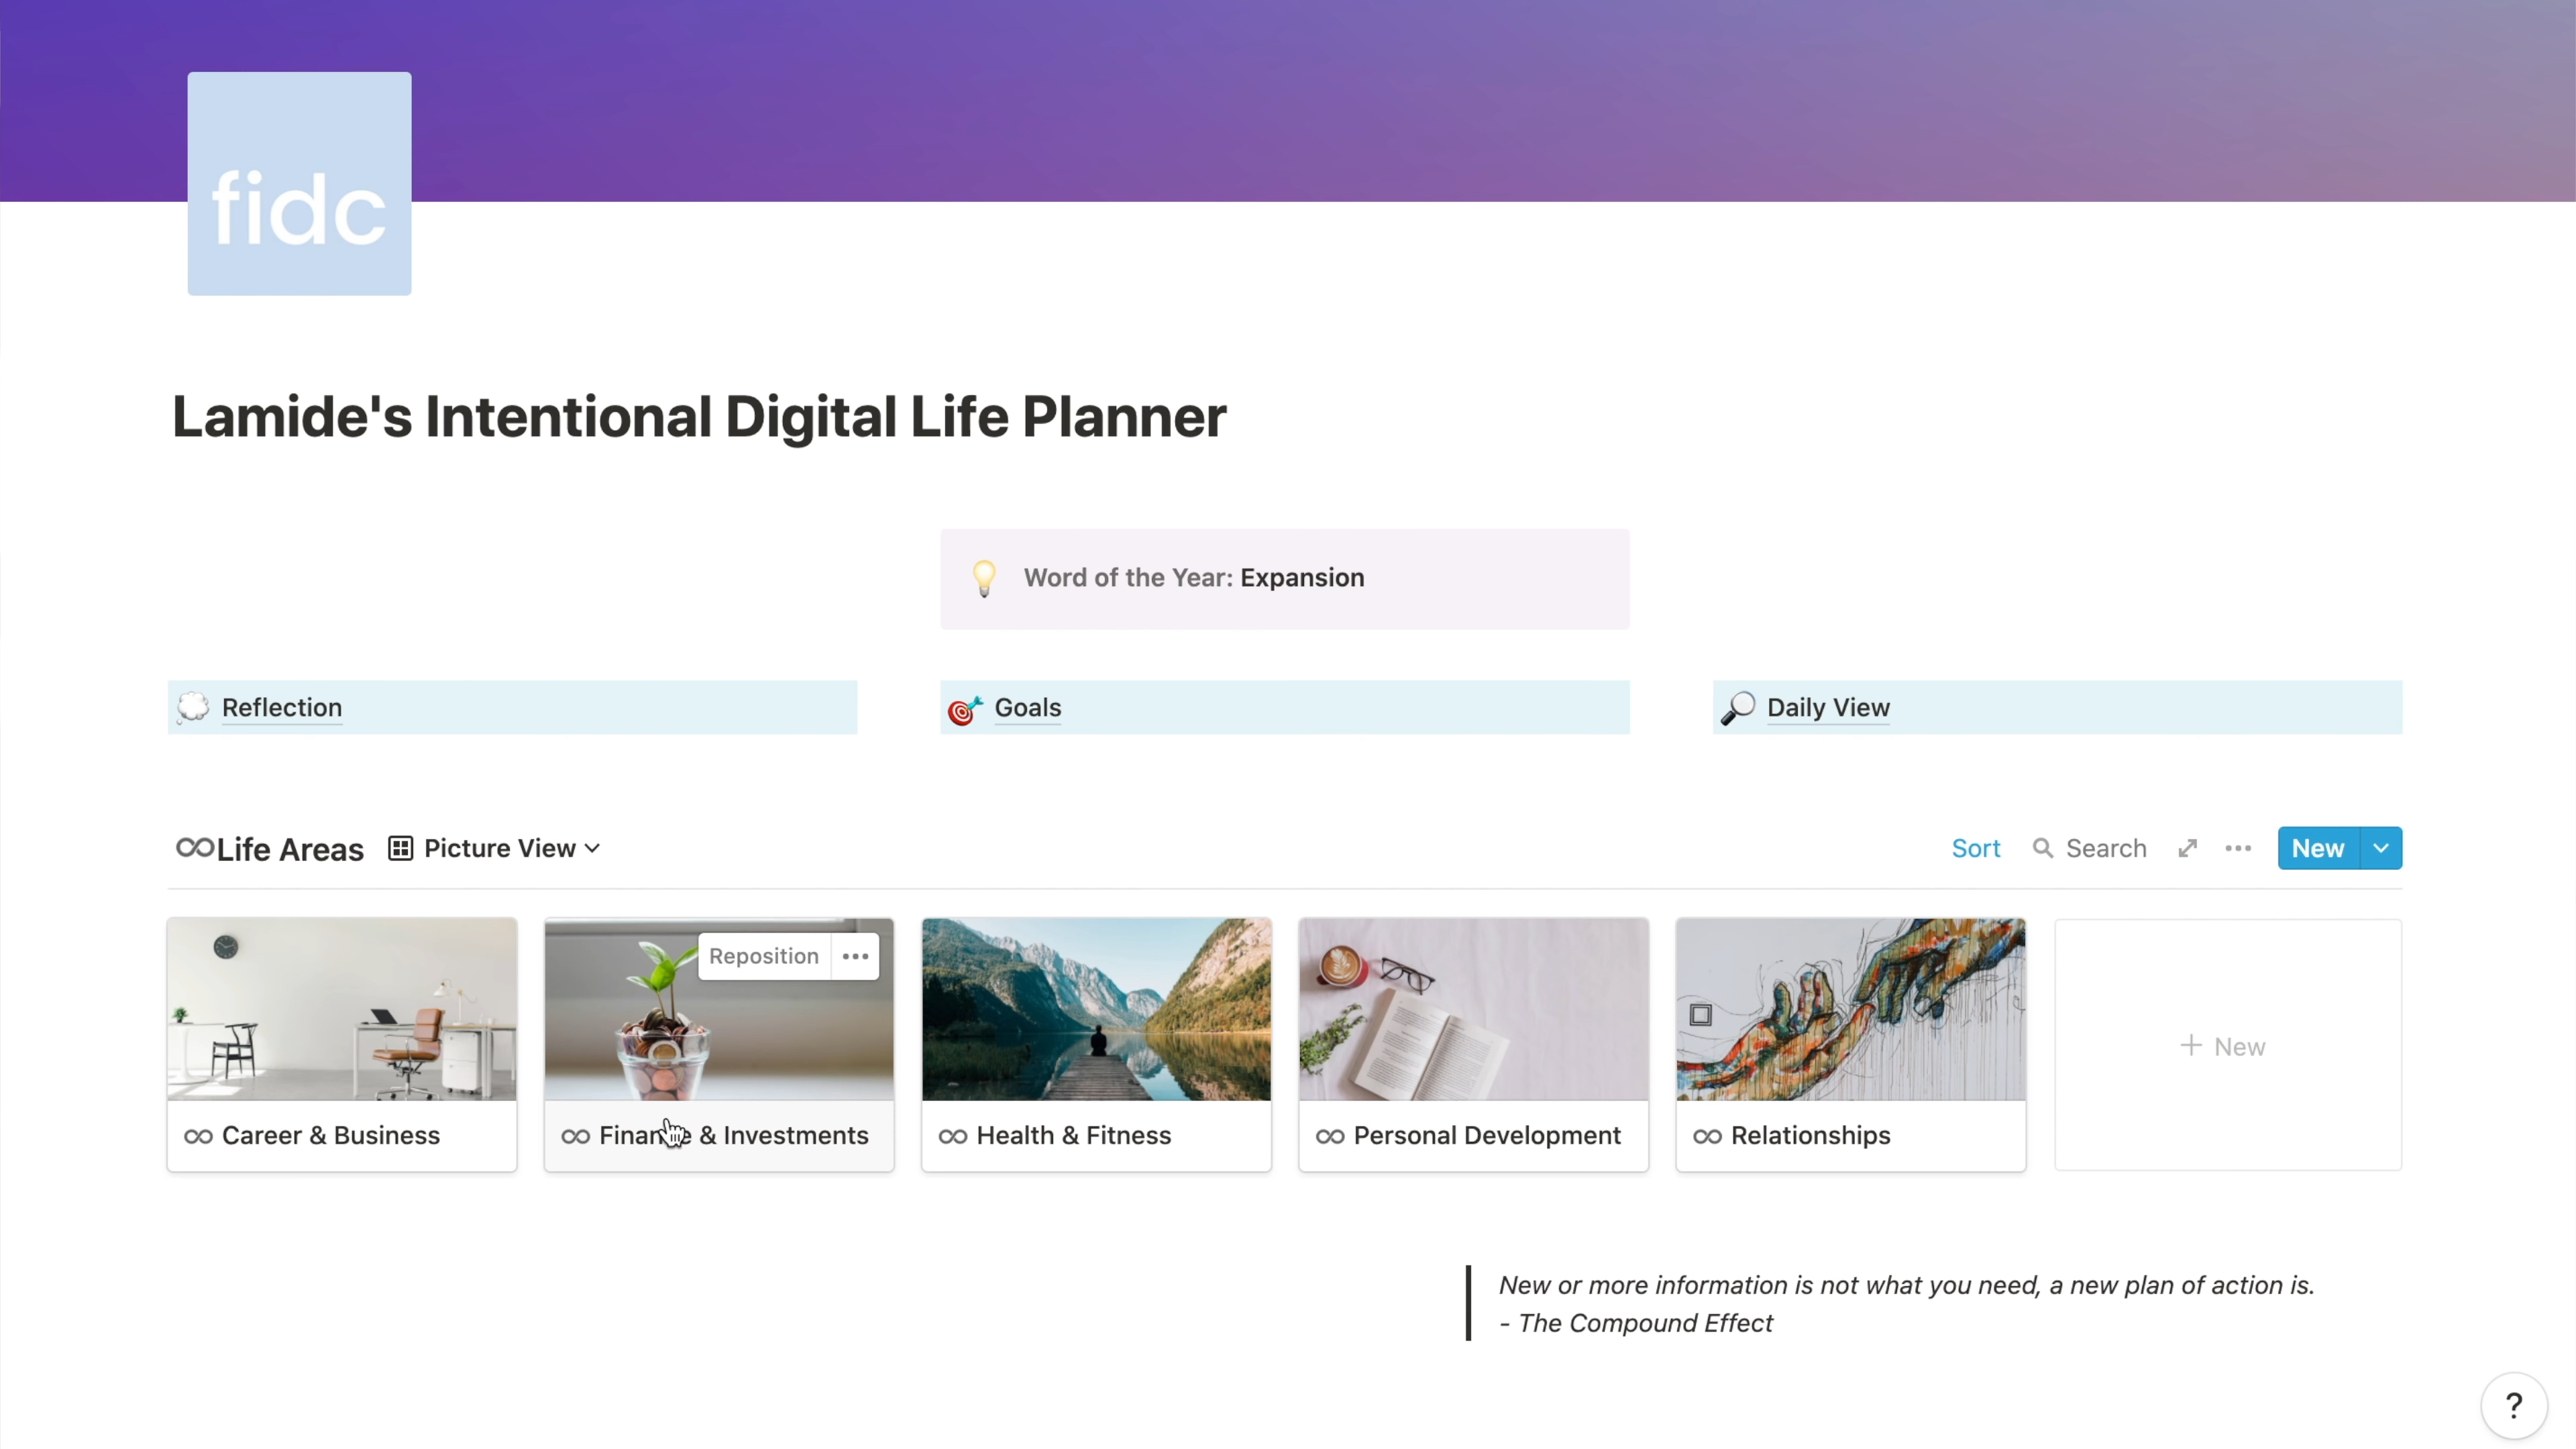 fidc
Lamide's Intentional Digital Life Planner
Word of the Year: Expansion
Reflection
Goals
Daily View
Life Areas
Picture View
Sort
Search
New
Reposition
Career & Business
Finance & Investments
Health & Fitness
Personal Development
Relationships
+ New
New or more information is not what you need, a new plan of action is.
- The Compound Effect
?